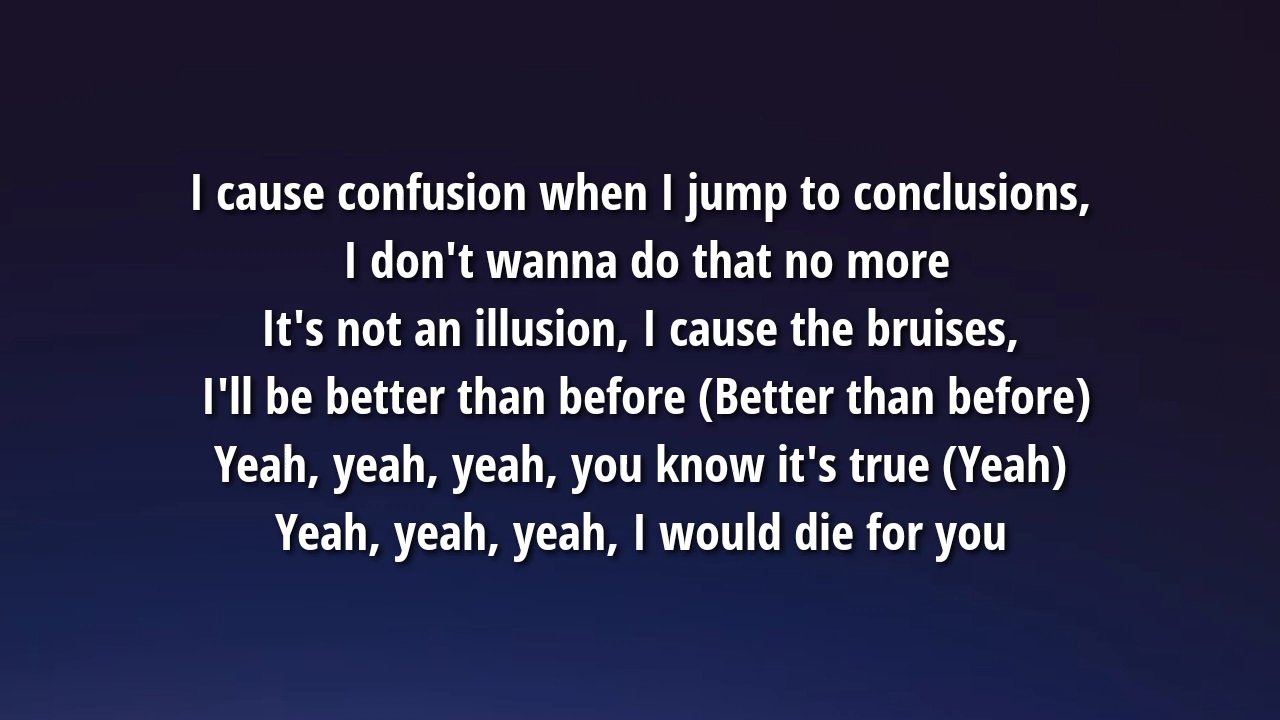 I cause confusion when I jump to conclusions,
I don't wanna do that no more
It's not an illusion, I cause the bruises,
I'll be better than before (Better than before)
Yeah, yeah, yeah, you know it's true (Yeah)
Yeah, yeah, yeah, I would die for you